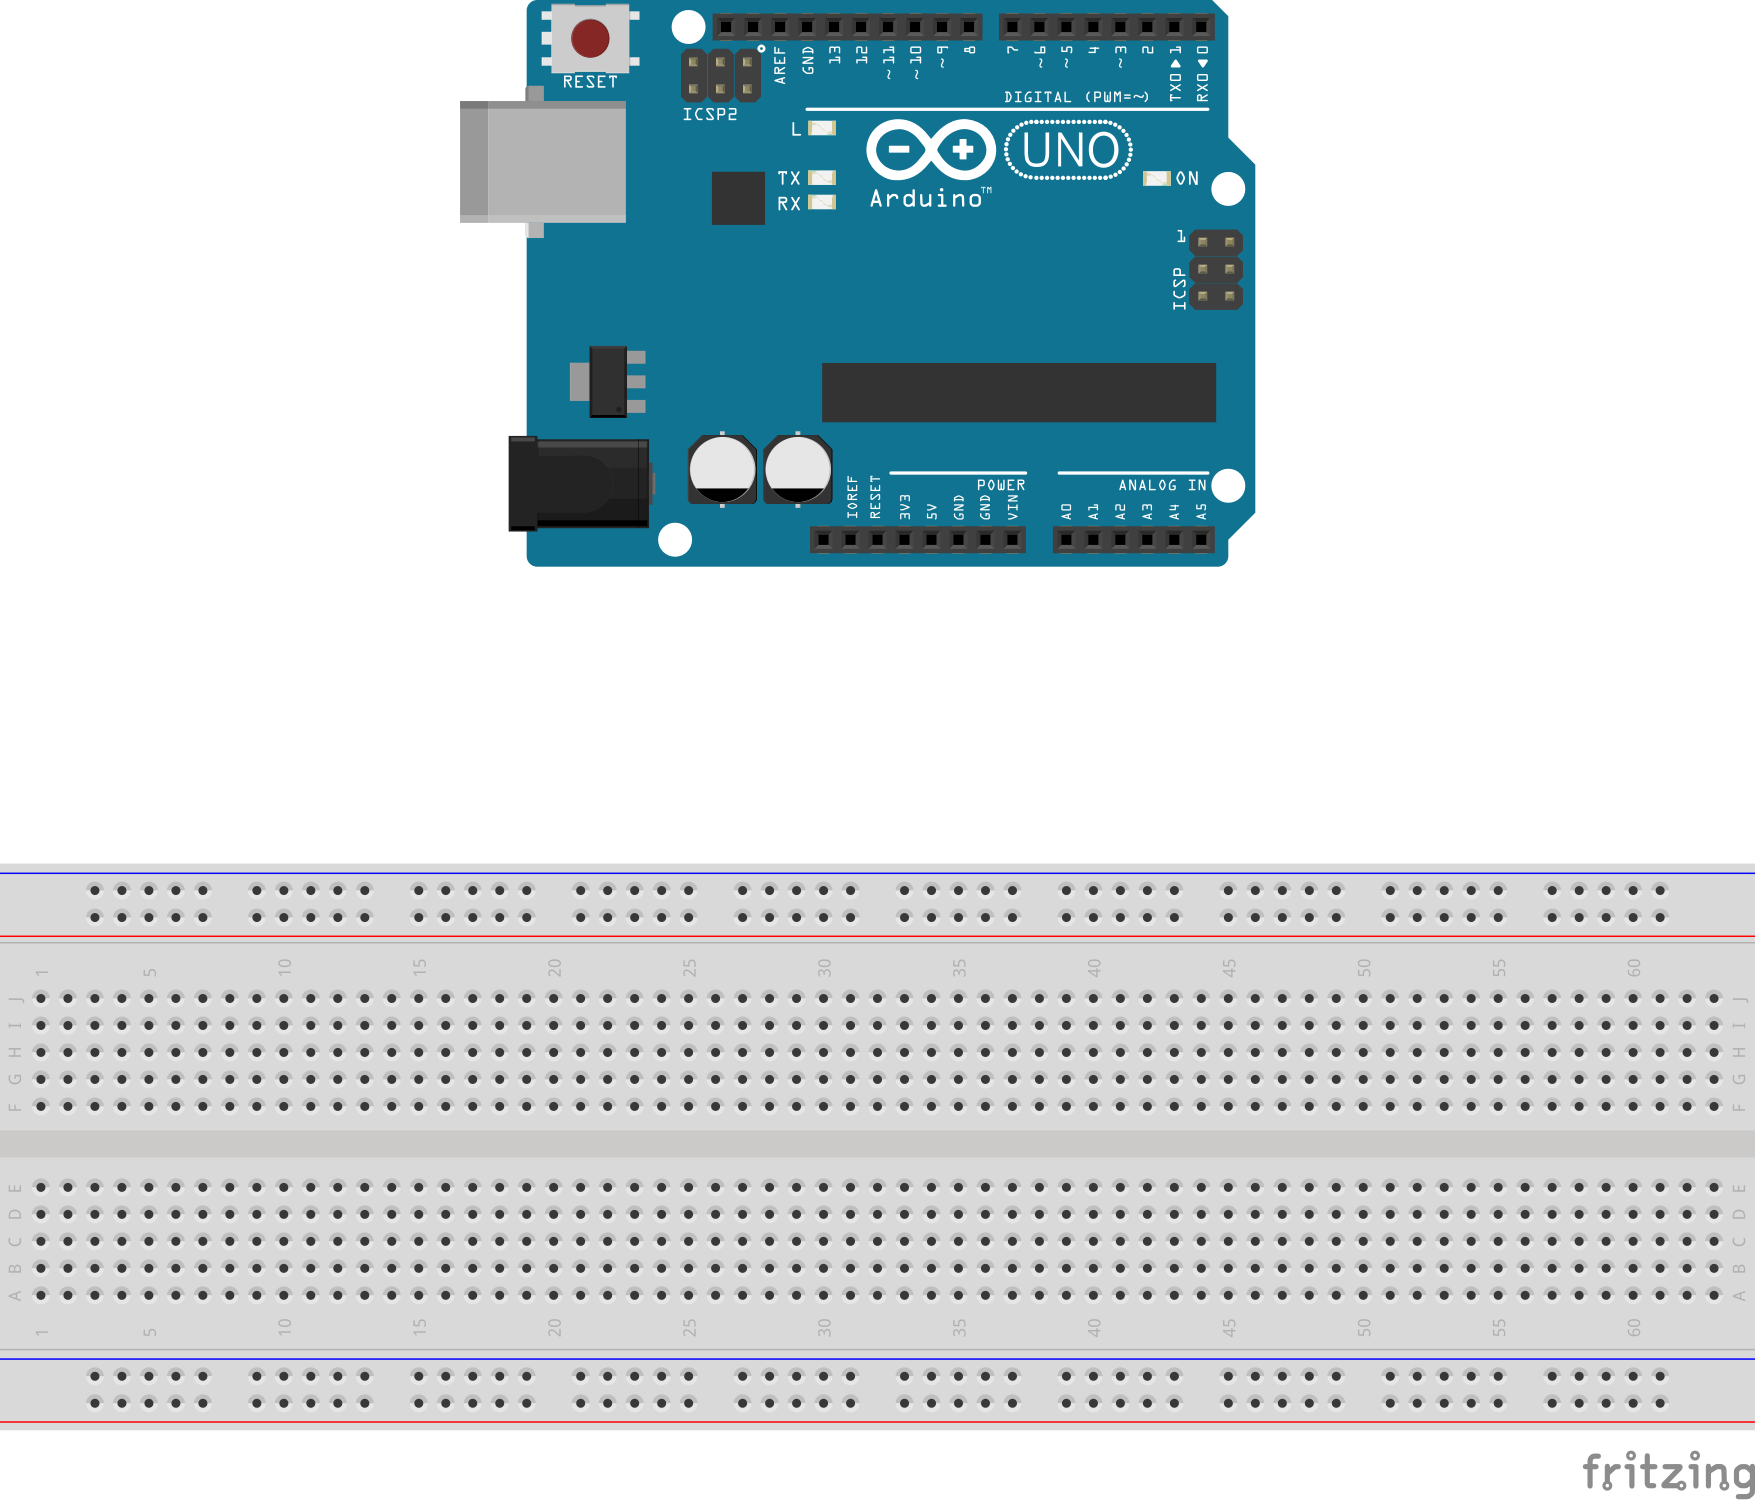 RESET
ICSP2
AREF
GND
13
12
~11
~10
~9
8
7
~6
~5
4
~3
2
TX0▶1
RX0◀0
DIGITAL (PWM=~)
L
TX
RX
Arduino™
UNO
ON
1
ICSP
IOREF
RESET
3V3
5V
GND
GND
VIN
POWER
ANALOG IN
A0
A1
A2
A3
A4
A5
1 5 10 15 20 25 30 35 40 45 50 55 60
J J
I I
H H
G G
F F
E E
D D
C C
B B
A A
1 5 10 15 20 25 30 35 40 45 50 55 60
fritzing